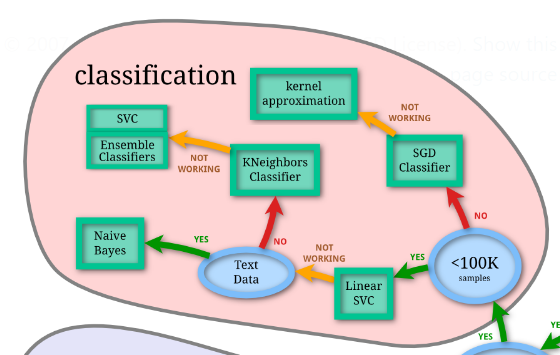 classification
kernel
approximation
NOT
WORKING
SVC
Ensemble
Classifiers
NOT
WORKING
KNeighbors
Classifier
SGD
Classifier
NO
Naive
Bayes
YES
NO
Text
Data
NOT
WORKING
Linear
SVC
YES
<100K
samples
YES